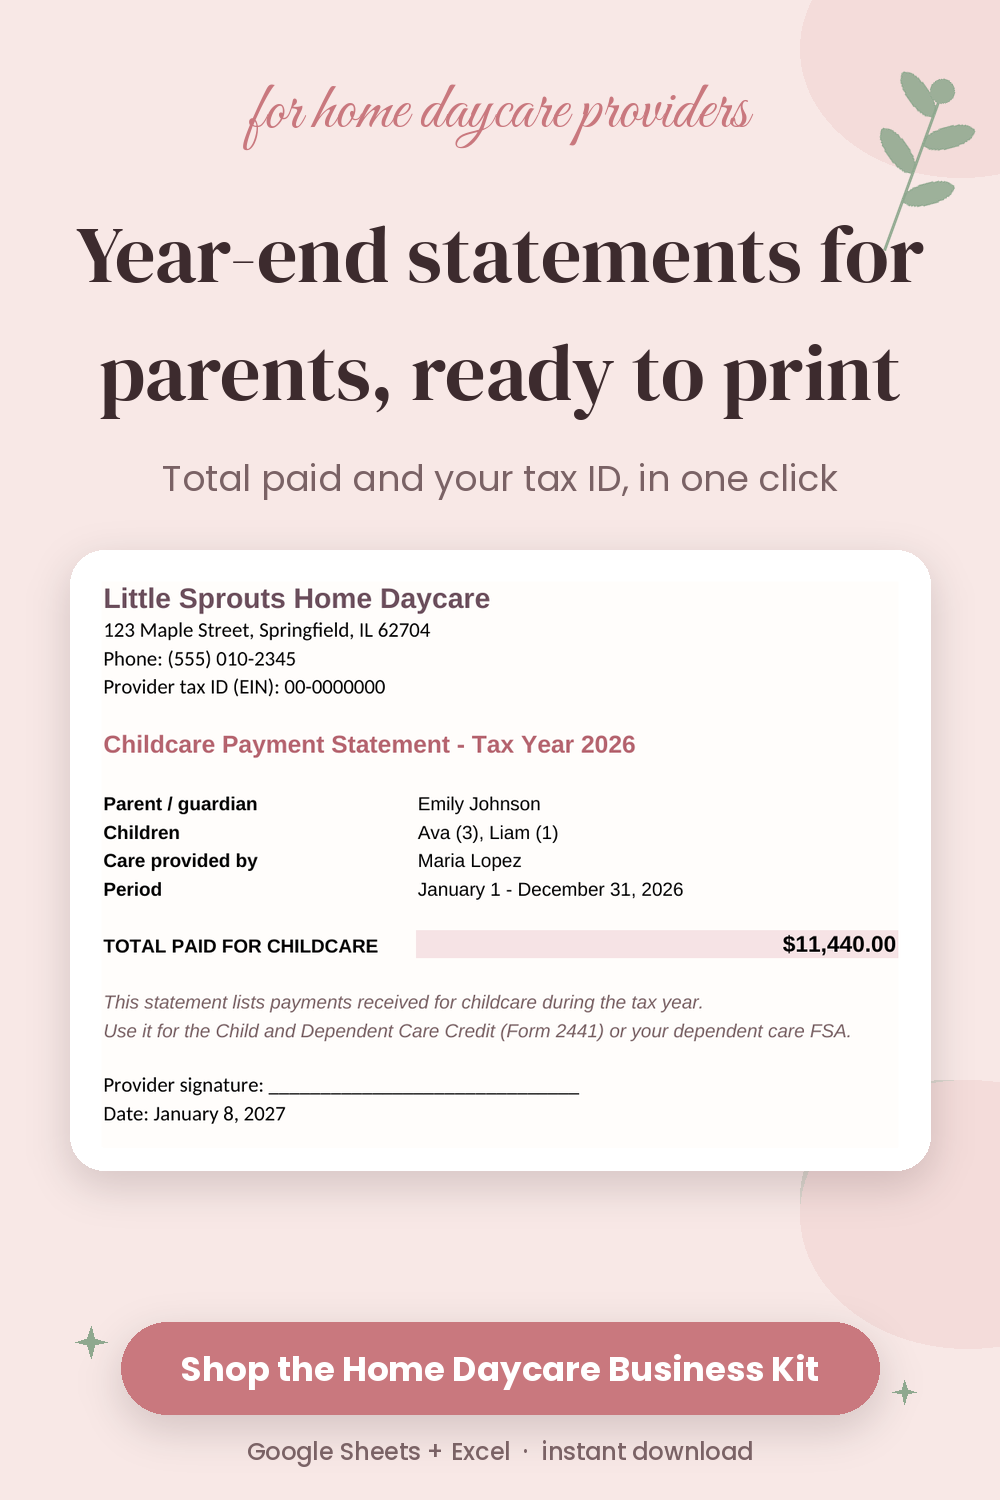 for home daycare providers
Year-end statements for
parents, ready to print
Total paid and your tax ID, in one click
Little Sprouts Home Daycare
123 Maple Street, Springfield, IL 62704
Phone: (555) 010-2345
Provider tax ID (EIN): 00-0000000
Childcare Payment Statement - Tax Year 2026
Parent / guardian Emily Johnson
Children Ava (3), Liam (1)
Care provided by Maria Lopez
Period January 1 - December 31, 2026
TOTAL PAID FOR CHILDCARE $11,440.00
This statement lists payments received for childcare during the tax year.
Use it for the Child and Dependent Care Credit (Form 2441) or your dependent care FSA.
Provider signature: ______________________________
Date: January 8, 2027
Shop the Home Daycare Business Kit
Google Sheets + Excel · instant download